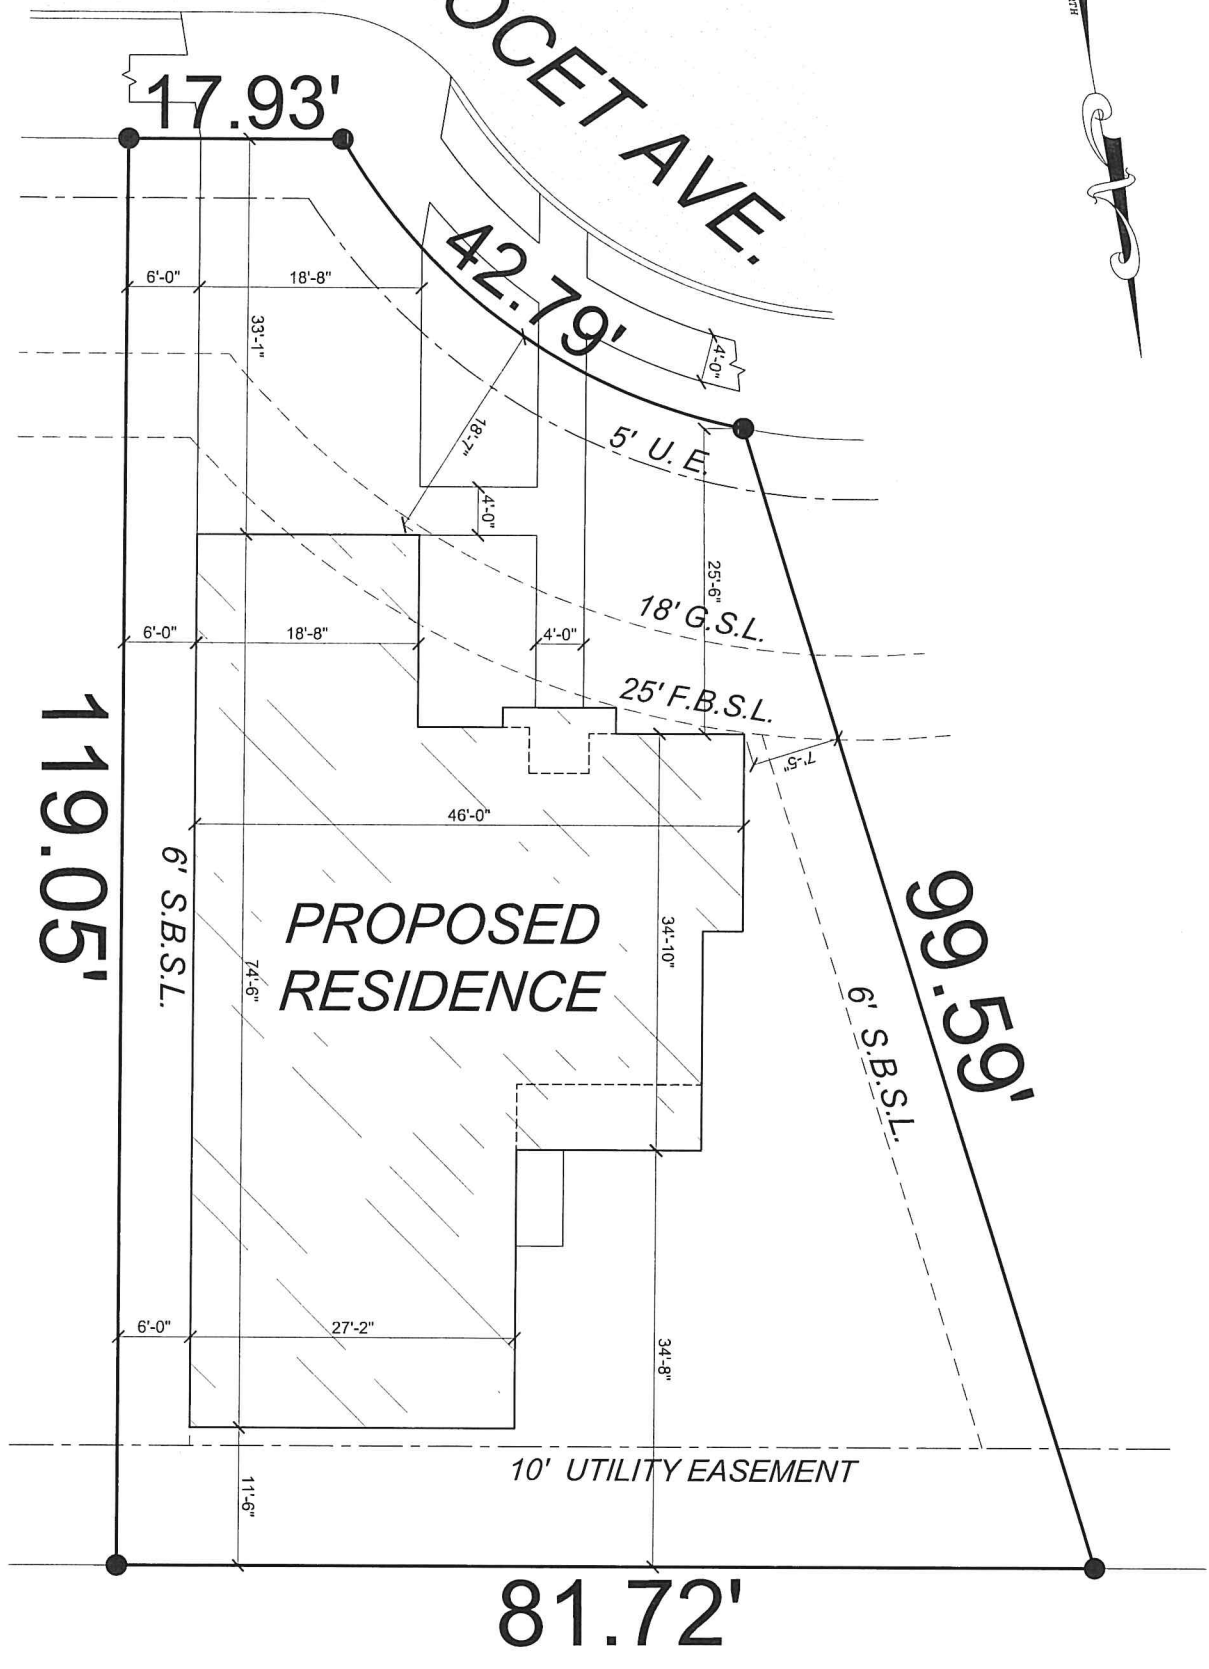 OCET AVE.
17.93'
42.79'
6'-0"
18'-8"
33'-1"
4'-0"
18'-7"
5' U. E.
4'-0"
25'-6"
18' G.S.L.
6'-0"
18'-8"
4'-0"
25' F.B.S.L.
7'-5"
119.05'
46'-0"
6' S.B.S.L.
PROPOSED
RESIDENCE
74'-6"
34'-10"
99.59'
6' S.B.S.L.
6'-0"
27'-2"
34'-8"
10' UTILITY EASEMENT
11'-6"
81.72'